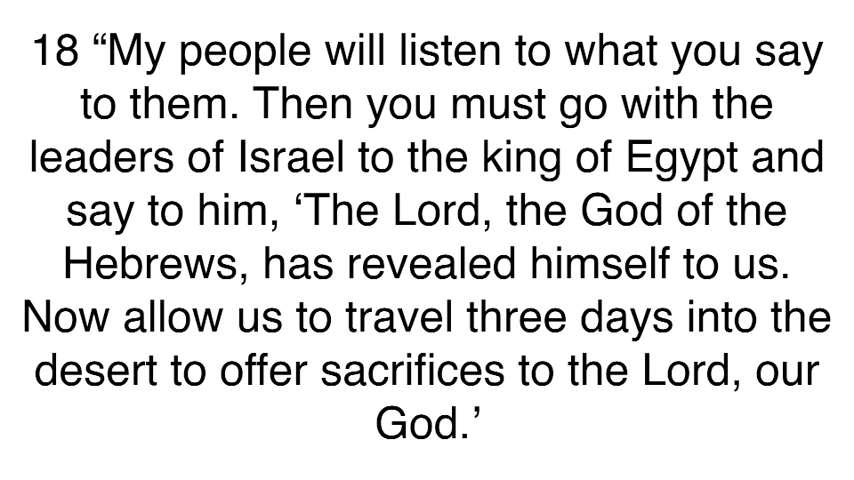 18 “My people will listen to what you say
to them. Then you must go with the
leaders of Israel to the king of Egypt and
say to him, ‘The Lord, the God of the
Hebrews, has revealed himself to us.
Now allow us to travel three days into the
desert to offer sacrifices to the Lord, our
God.’